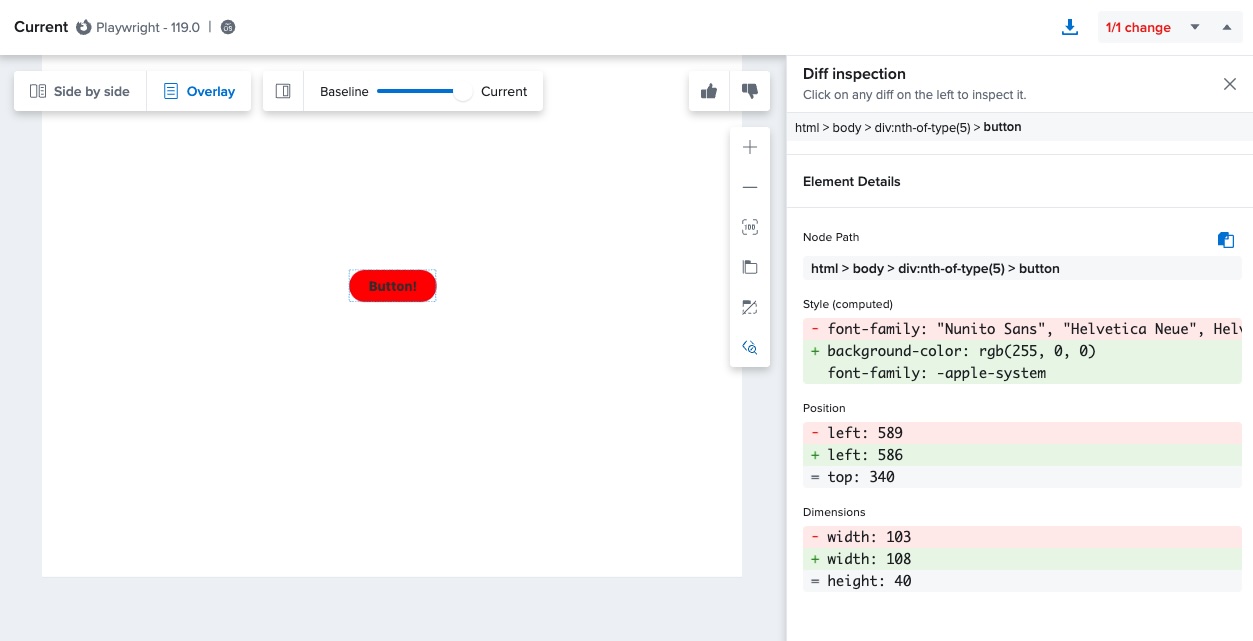 Current Playwright - 119.0 |
1/1 change
Side by side
Overlay
Baseline
Current
100
Button!
Diff inspection
Click on any diff on the left to inspect it.
html > body > div:nth-of-type(5) > button
Element Details
Node Path
html > body > div:nth-of-type(5) > button
Style (computed)
- font-family: "Nunito Sans", "Helvetica Neue", Helv
+ background-color: rgb(255, 0, 0)
font-family: -apple-system
Position
- left: 589
+ left: 586
= top: 340
Dimensions
- width: 103
+ width: 108
= height: 40